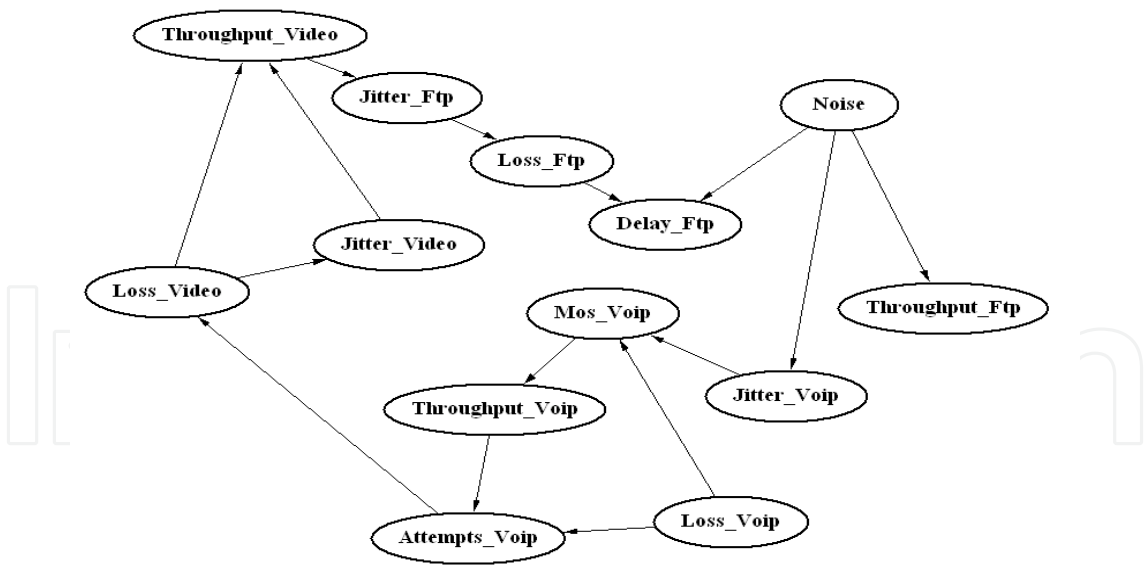 Throughput_Video
Jitter_Ftp
Noise
Loss_Ftp
Delay_Ftp
Jitter_Video
Loss_Video
Throughput_Ftp
Mos_Voip
Jitter_Voip
Throughput_Voip
Loss_Voip
Attempts_Voip